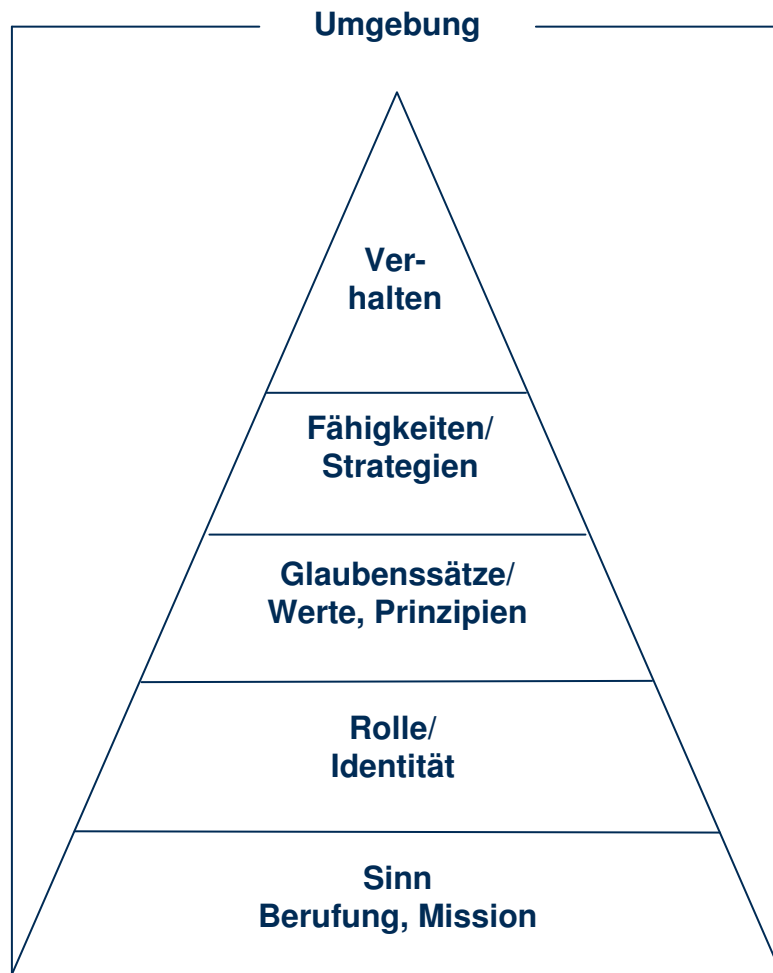 Umgebung
Ver-
halten
Fähigkeiten/
Strategien
Glaubenssätze/
Werte, Prinzipien
Rolle/
Identität
Sinn
Berufung, Mission